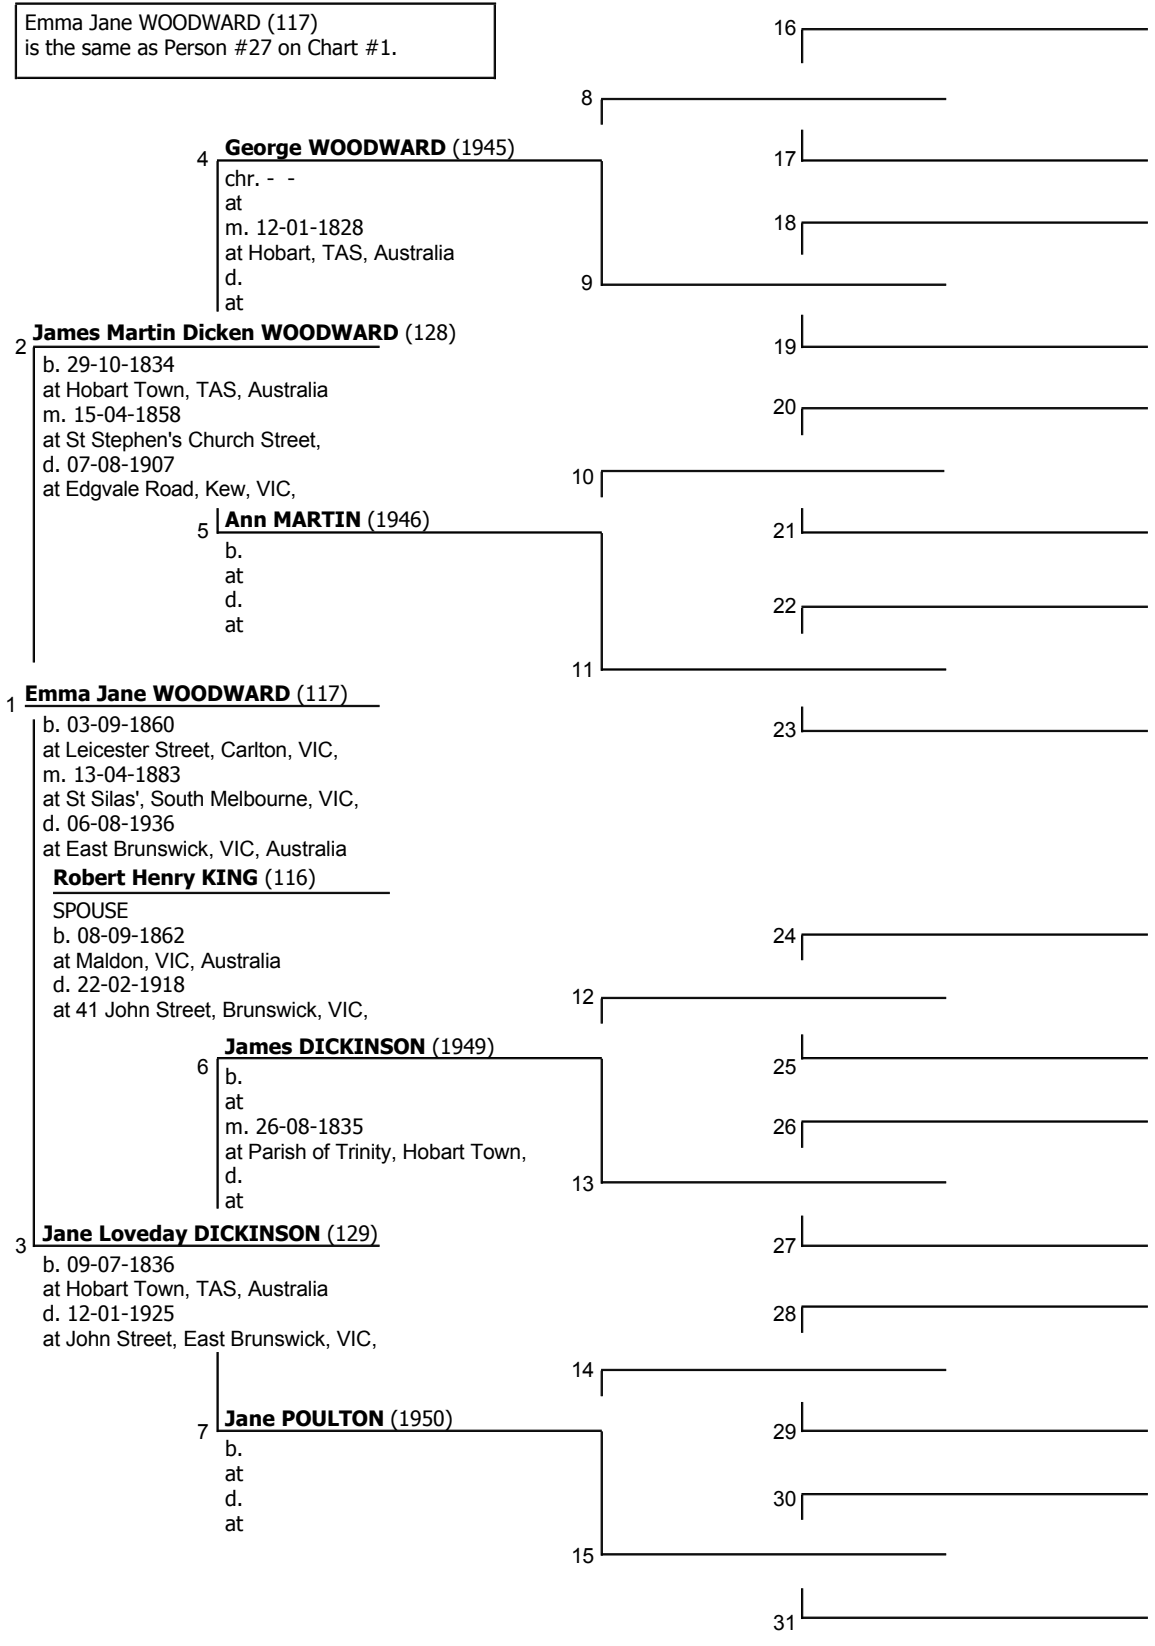 Emma Jane WOODWARD (117)
is the same as Person #27 on Chart #1.
16
8
George WOODWARD (1945)
4
17
chr. - -
at
m. 12-01-1828
18
at Hobart, TAS, Australia
d.
9
at
James Martin Dicken WOODWARD (128)
2
19
b. 29-10-1834
at Hobart Town, TAS, Australia
m. 15-04-1858
20
at St Stephen's Church Street,
d. 07-08-1907
10
at Edgvale Road, Kew, VIC,
Ann MARTIN (1946)
5
21
b.
at
d.
22
at
11
Emma Jane WOODWARD (117)
1
b. 03-09-1860
23
at Leicester Street, Carlton, VIC,
m. 13-04-1883
at St Silas', South Melbourne, VIC,
d. 06-08-1936
at East Brunswick, VIC, Australia
Robert Henry KING (116)
SPOUSE
b. 08-09-1862
24
at Maldon, VIC, Australia
d. 22-02-1918
12
at 41 John Street, Brunswick, VIC,
James DICKINSON (1949)
6
25
b.
at
m. 26-08-1835
26
at Parish of Trinity, Hobart Town,
d.
13
at
Jane Loveday DICKINSON (129)
3
27
b. 09-07-1836
at Hobart Town, TAS, Australia
d. 12-01-1925
28
at John Street, East Brunswick, VIC,
14
Jane POULTON (1950)
7
29
b.
at
d.
30
at
15
31